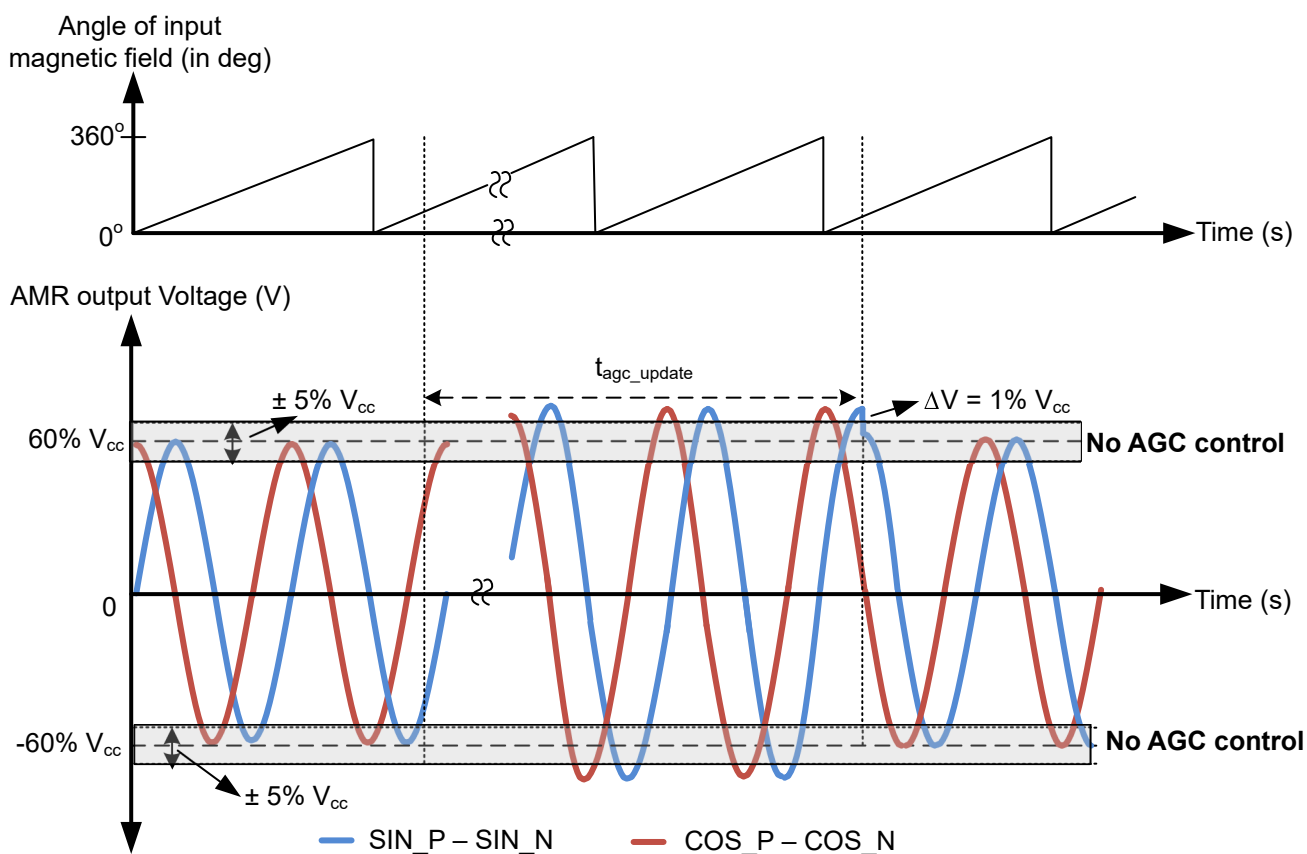 Angle of input
magnetic field (in deg)
360°
0°
Time (s)
AMR output Voltage (V)
t_agc_update
± 5% V_cc
ΔV = 1% V_cc
60% V_cc
No AGC control
0
Time (s)
-60% V_cc
No AGC control
± 5% V_cc
SIN_P – SIN_N
COS_P – COS_N